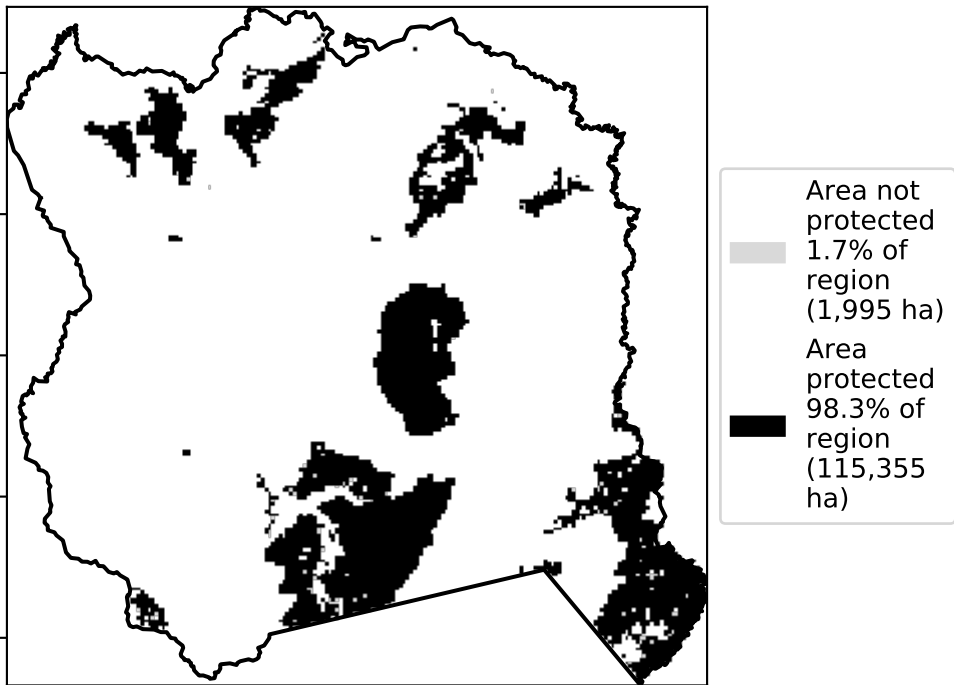 Area not
protected
1.7% of
region
(1,995 ha)
Area
protected
98.3% of
region
(115,355
ha)